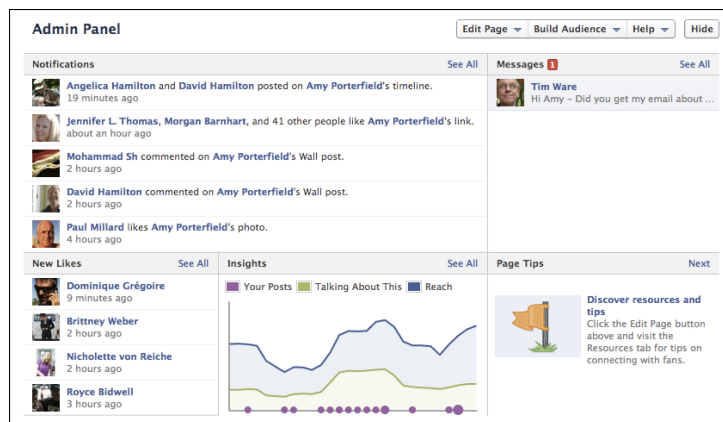 Admin Panel
Edit Page
Build Audience
Help
Hide
Notifications
See All
Angelica Hamilton and David Hamilton posted on Amy Porterfield's timeline.
19 minutes ago
Jennifer L. Thomas, Morgan Barnhart, and 41 other people like Amy Porterfield's link.
about an hour ago
Mohammad Sh commented on Amy Porterfield's Wall post.
2 hours ago
David Hamilton commented on Amy Porterfield's Wall post.
2 hours ago
Paul Millard likes Amy Porterfield's photo.
4 hours ago
Messages 1
See All
Tim Ware
Hi Amy – Did you get my email about ...
New Likes
See All
Dominique Grégoire
9 minutes ago
Brittney Weber
2 hours ago
Nicholette von Reiche
2 hours ago
Royce Bidwell
3 hours ago
Insights
See All
Your Posts
Talking About This
Reach
Page Tips
Next
Discover resources and
tips
Click the Edit Page button
above and visit the
Resources tab for tips on
connecting with fans.